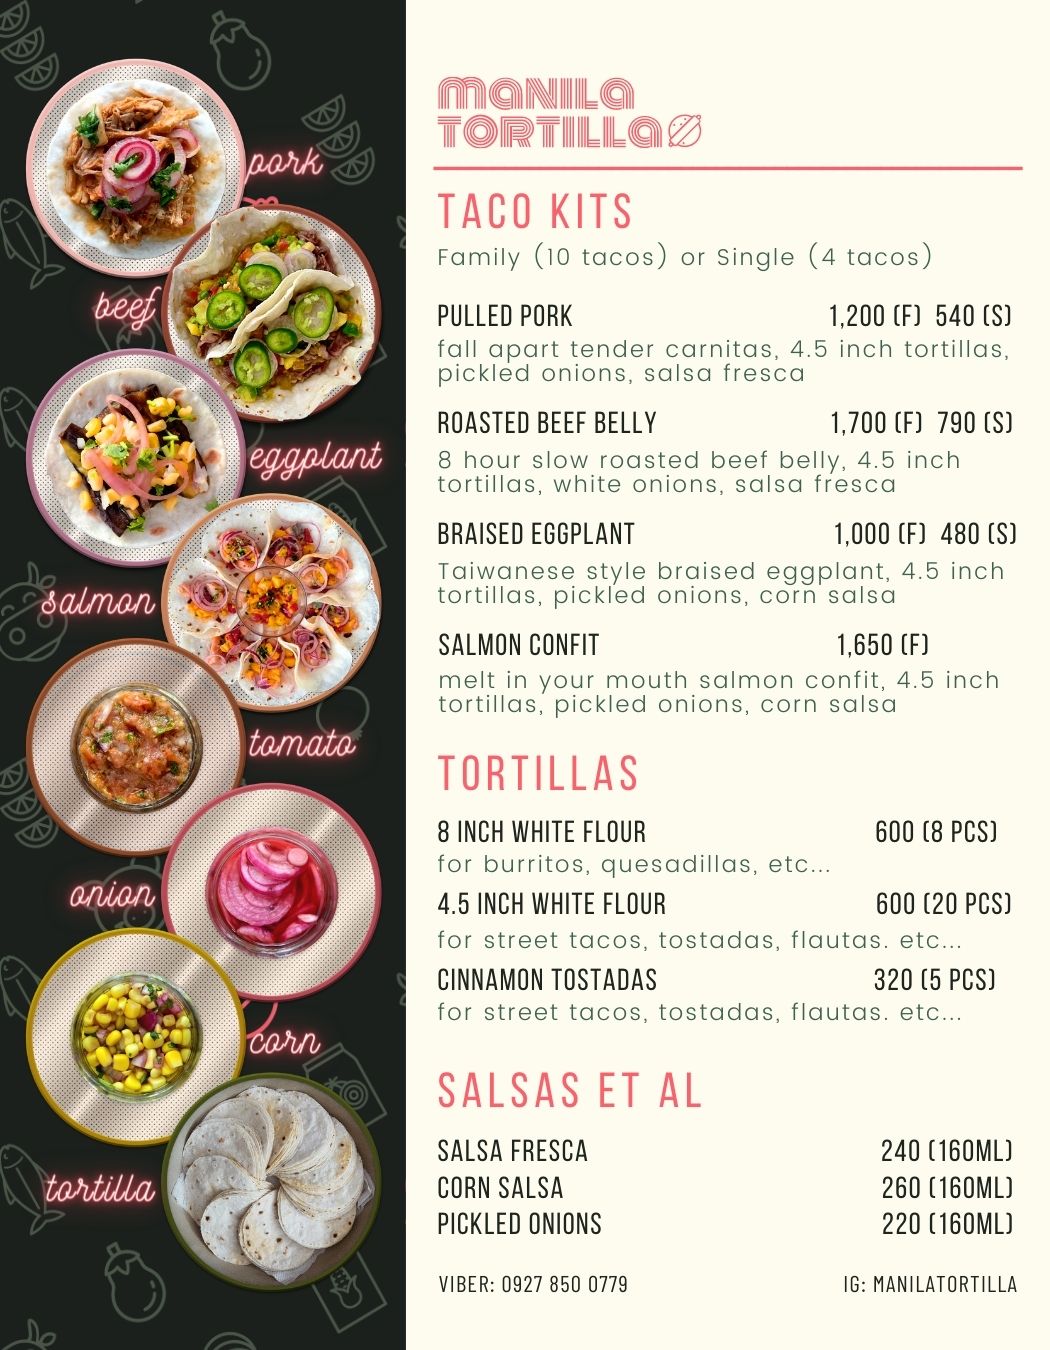 MANILA
TORTILLA
TACO KITS
Family (10 tacos) or Single (4 tacos)
PULLED PORK 1,200 (F) 540 (S)
fall apart tender carnitas, 4.5 inch tortillas,
pickled onions, salsa fresca
ROASTED BEEF BELLY 1,700 (F) 790 (S)
8 hour slow roasted beef belly, 4.5 inch
tortillas, white onions, salsa fresca
BRAISED EGGPLANT 1,000 (F) 480 (S)
Taiwanese style braised eggplant, 4.5 inch
tortillas, pickled onions, corn salsa
SALMON CONFIT 1,650 (F)
melt in your mouth salmon confit, 4.5 inch
tortillas, pickled onions, corn salsa
TORTILLAS
8 INCH WHITE FLOUR 600 (8 PCS)
for burritos, quesadillas, etc...
4.5 INCH WHITE FLOUR 600 (20 PCS)
for street tacos, tostadas, flautas. etc...
CINNAMON TOSTADAS 320 (5 PCS)
for street tacos, tostadas, flautas. etc...
SALSAS ET AL
SALSA FRESCA 240 (160ML)
CORN SALSA 260 (160ML)
PICKLED ONIONS 220 (160ML)
VIBER: 0927 850 0779 IG: MANILATORTILLA
pork
beef
eggplant
salmon
tomato
onion
corn
tortilla